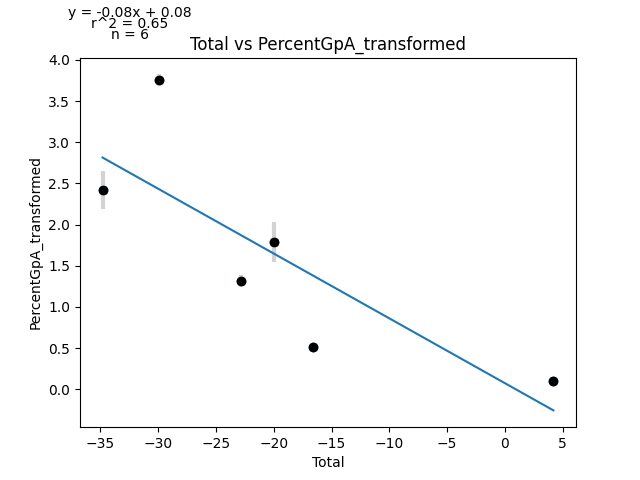 y = -0.08x + 0.08
r^2 = 0.65
n = 6
Total vs PercentGpA_transformed
PercentGpA_transformed
4.0
3.5
3.0
2.5
2.0
1.5
1.0
0.5
0.0
−35 −30 −25 −20 −15 −10 −5 0 5
Total